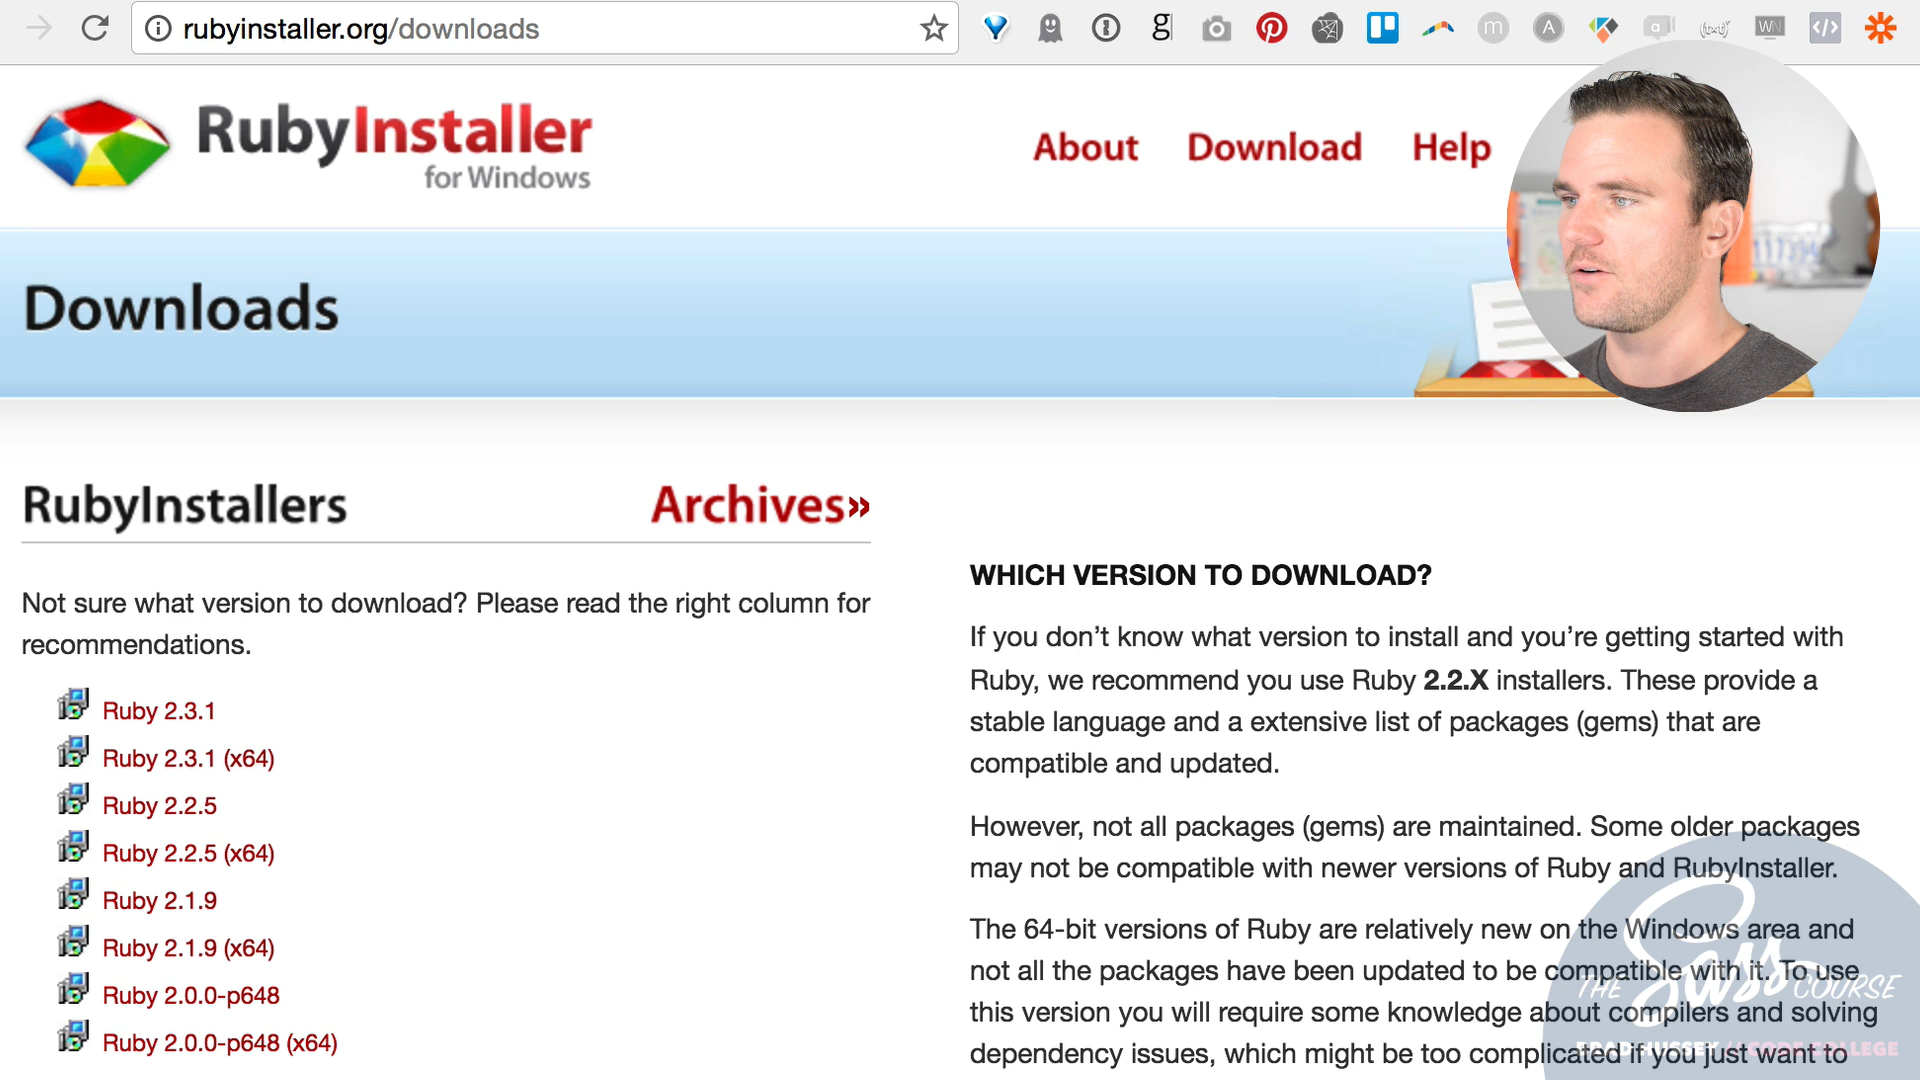 rubyinstaller.org/downloads
RubyInstaller
for Windows
About Download Help
Downloads
RubyInstallers Archives»
Not sure what version to download? Please read the right column for
recommendations.
Ruby 2.3.1
Ruby 2.3.1 (x64)
Ruby 2.2.5
Ruby 2.2.5 (x64)
Ruby 2.1.9
Ruby 2.1.9 (x64)
Ruby 2.0.0-p648
Ruby 2.0.0-p648 (x64)
WHICH VERSION TO DOWNLOAD?
If you don’t know what version to install and you’re getting started with
Ruby, we recommend you use Ruby 2.2.X installers. These provide a
stable language and a extensive list of packages (gems) that are
compatible and updated.
However, not all packages (gems) are maintained. Some older packages
may not be compatible with newer versions of Ruby and RubyInstaller.
The 64-bit versions of Ruby are relatively new on the Windows area and
not all the packages have been updated to be compatible with it. To use
this version you will require some knowledge about compilers and solving
dependency issues, which might be too complicated if you just want to
THE Sass COURSE
BRAD HUSSEY // CODE COLLEGE